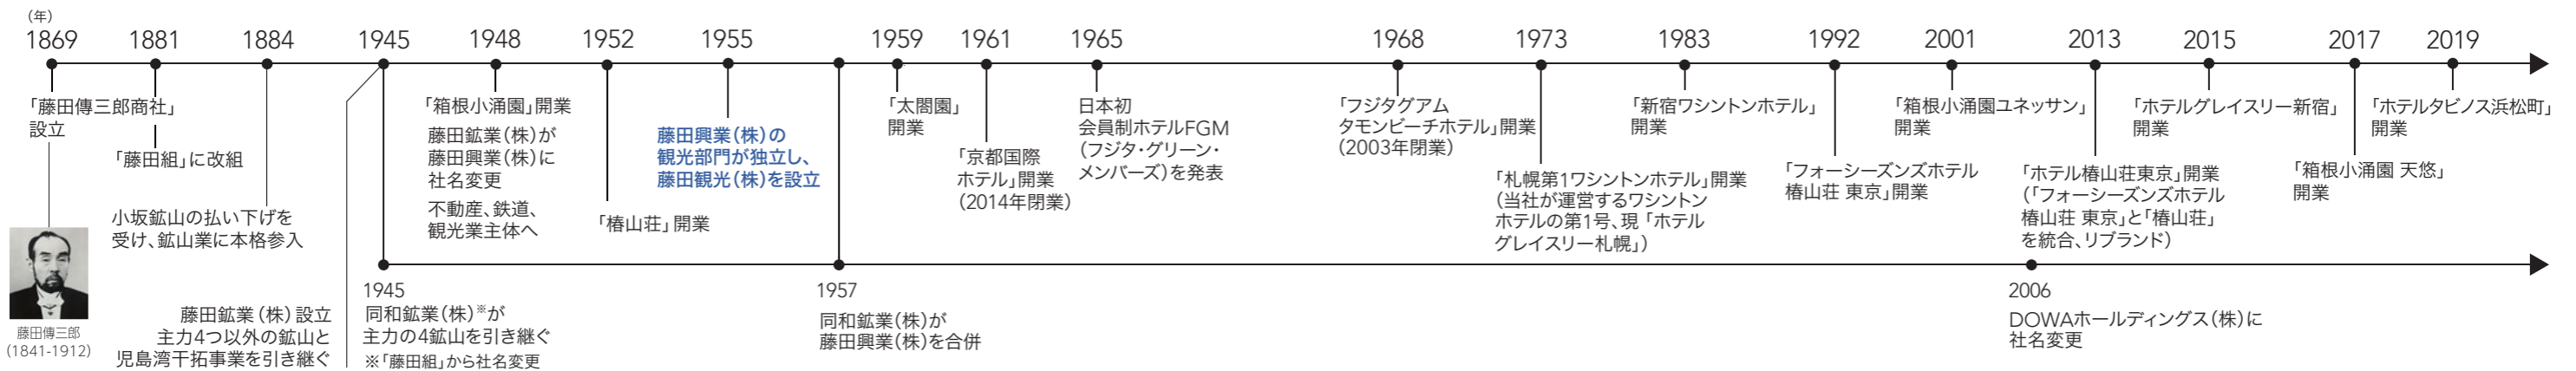 (年)
1869
「藤田傳三郎商社」
設立
藤田傳三郎
(1841-1912)
1881
「藤田組」に改組
1884
小坂鉱山の払い下げを
受け、鉱山業に本格参入
1945
藤田鉱業(株)設立
主力4つ以外の鉱山と
児島湾干拓事業を引き継ぐ
1945
同和鉱業(株)※が
主力の4鉱山を引き継ぐ
※「藤田組」から社名変更
1948
「箱根小涌園」開業
藤田鉱業(株)が
藤田興業(株)に
社名変更
不動産、鉄道、
観光業主体へ
1952
「椿山荘」開業
1955
藤田興業(株)の
観光部門が独立し、
藤田観光(株)を設立
1957
同和鉱業(株)が
藤田興業(株)を合併
1959
「太閤園」
開業
1961
「京都国際
ホテル」開業
(2014年閉業)
1965
日本初
会員制ホテルFGM
(フジタ・グリーン・
メンバーズ)を発表
1968
「フジタグアム
タモンビーチホテル」開業
(2003年閉業)
1973
「札幌第1ワシントンホテル」開業
(当社が運営するワシントン
ホテルの第1号、現「ホテル
グレイスリー札幌」)
1983
「新宿ワシントンホテル」
開業
1992
「フォーシーズンズホテル
椿山荘 東京」開業
2001
「箱根小涌園ユネッサン」
開業
2006
DOWAホールディングス(株)に
社名変更
2013
「ホテル椿山荘東京」開業
(「フォーシーズンズホテル
椿山荘 東京」と「椿山荘」
を統合、リブランド)
2015
「ホテルグレイスリー新宿」
開業
2017
「箱根小涌園 天悠」
開業
2019
「ホテルタビノス浜松町」
開業